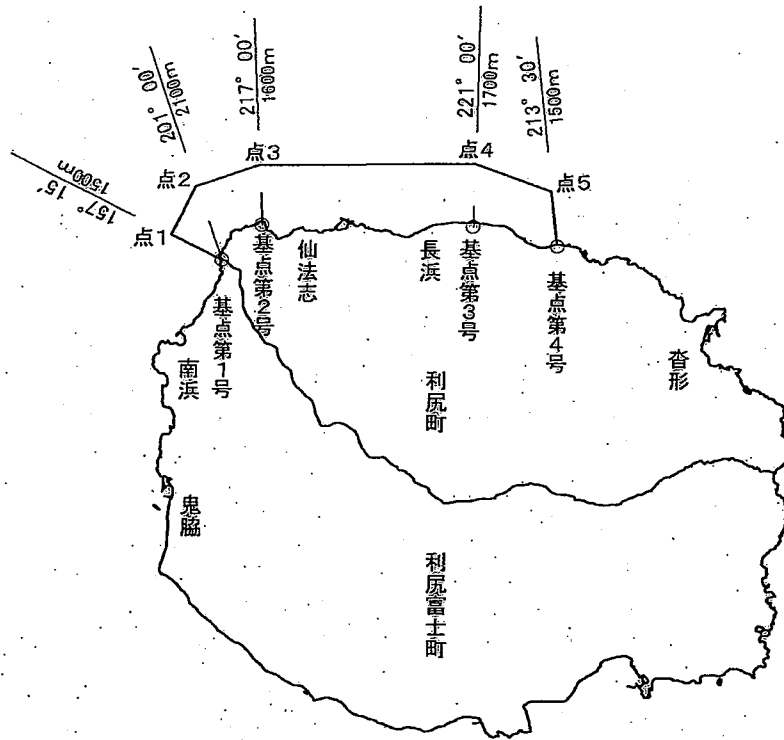 201° 00′
2100m
217° 00′
1600m
221° 00′
1700m
213° 30′
1500m
157° 15′
1500m
点1
点2
点3
点4
点5
基点第1号
基点第2号
仙法志
長浜
基点第3号
基点第4号
沓形
南浜
利尻町
鬼脇
利尻富士町